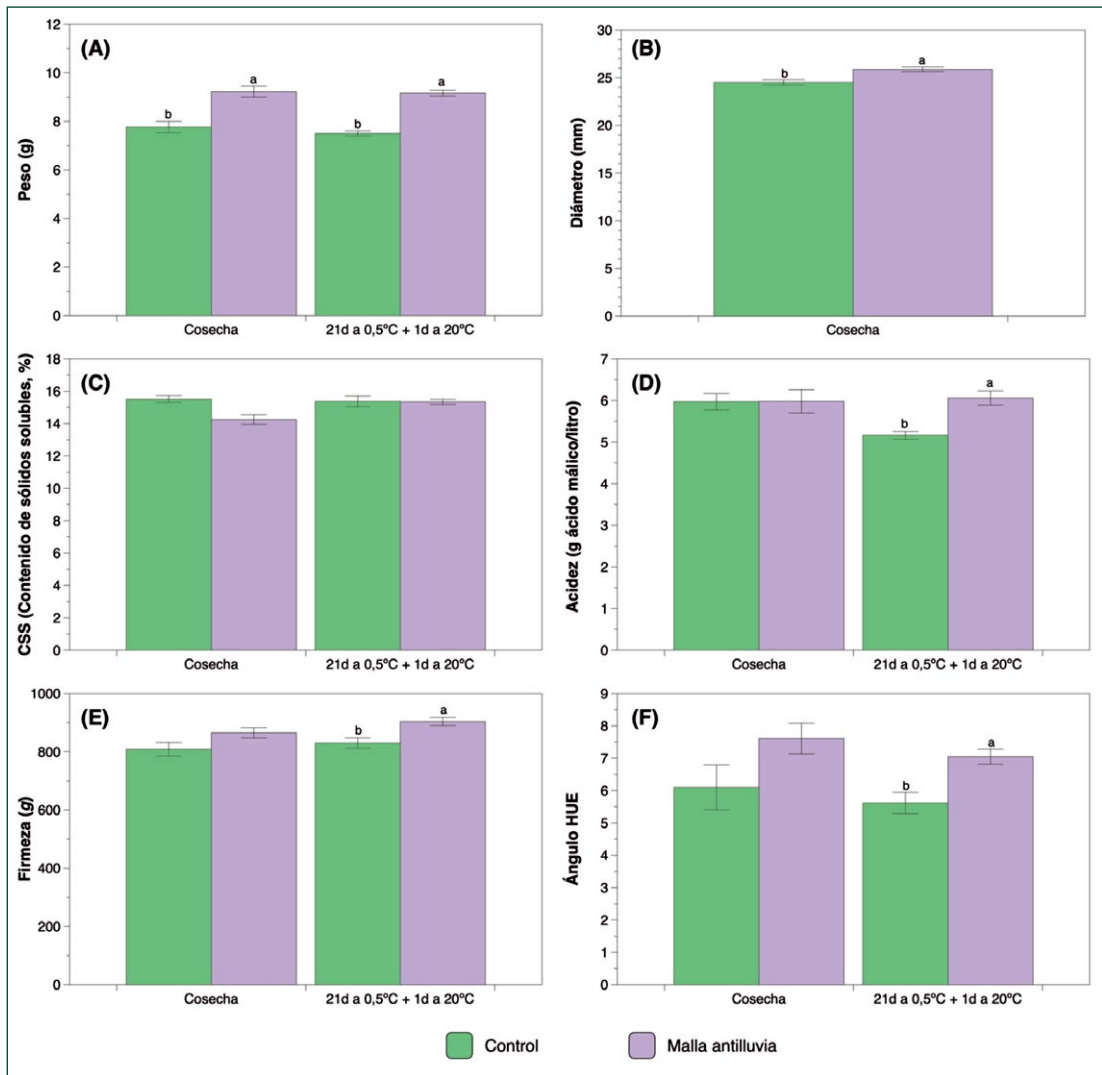 (A)
Peso (g)
12
10
8
6
4
2
0
b
a
b
a
Cosecha
21d a 0,5ºC + 1d a 20ºC
(B)
Diámetro (mm)
30
25
20
15
10
5
0
b
a
Cosecha
(C)
CSS (Contenido de sólidos solubles, %)
18
16
14
12
10
8
6
4
2
0
Cosecha
21d a 0,5ºC + 1d a 20ºC
(D)
Acidez (g ácido málico/litro)
7
6
5
4
3
2
1
0
b
a
Cosecha
21d a 0,5ºC + 1d a 20ºC
(E)
Firmeza (g)
1000
800
600
400
200
0
b
a
Cosecha
21d a 0,5ºC + 1d a 20ºC
(F)
Ángulo HUE
9
8
7
6
5
4
3
2
1
0
b
a
Cosecha
21d a 0,5ºC + 1d a 20ºC
Control
Malla antilluvia